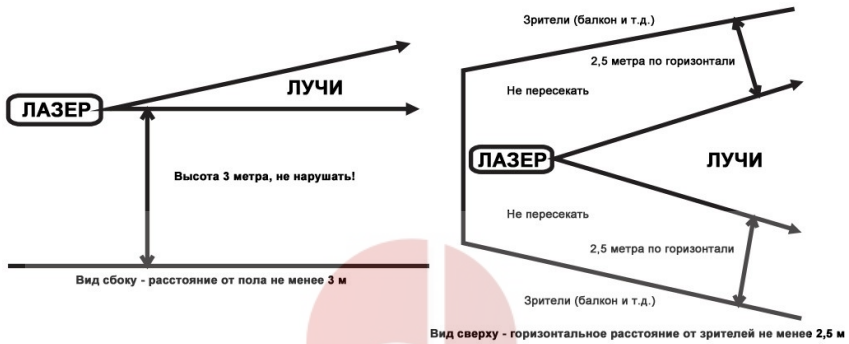 ЛАЗЕР
ЛУЧИ
Высота 3 метра, не нарушать!
Вид сбоку - расстояние от пола не менее 3 м
Зрители (балкон и т.д.)
2,5 метра по горизонтали
Не пересекать
ЛАЗЕР
ЛУЧИ
Не пересекать
2,5 метра по горизонтали
Зрители (балкон и т.д.)
Вид сверху - горизонтальное расстояние от зрителей не менее 2,5 м